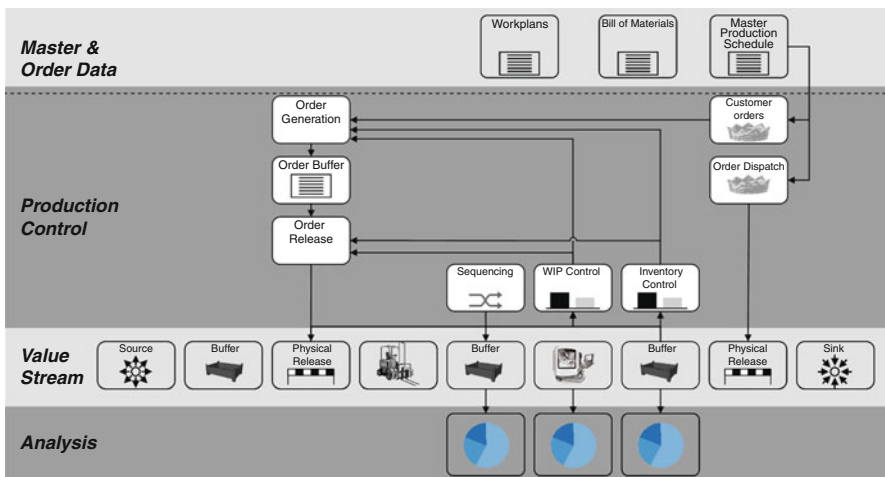 Master &
Order Data
Workplans
Bill of Materials
Master
Production
Schedule
Production
Control
Order
Generation
Customer
orders
Order Buffer
Order Dispatch
Order
Release
Sequencing
WIP Control
Inventory
Control
Value
Stream
Source
Buffer
Physical
Release
Buffer
Buffer
Physical
Release
Sink
Analysis